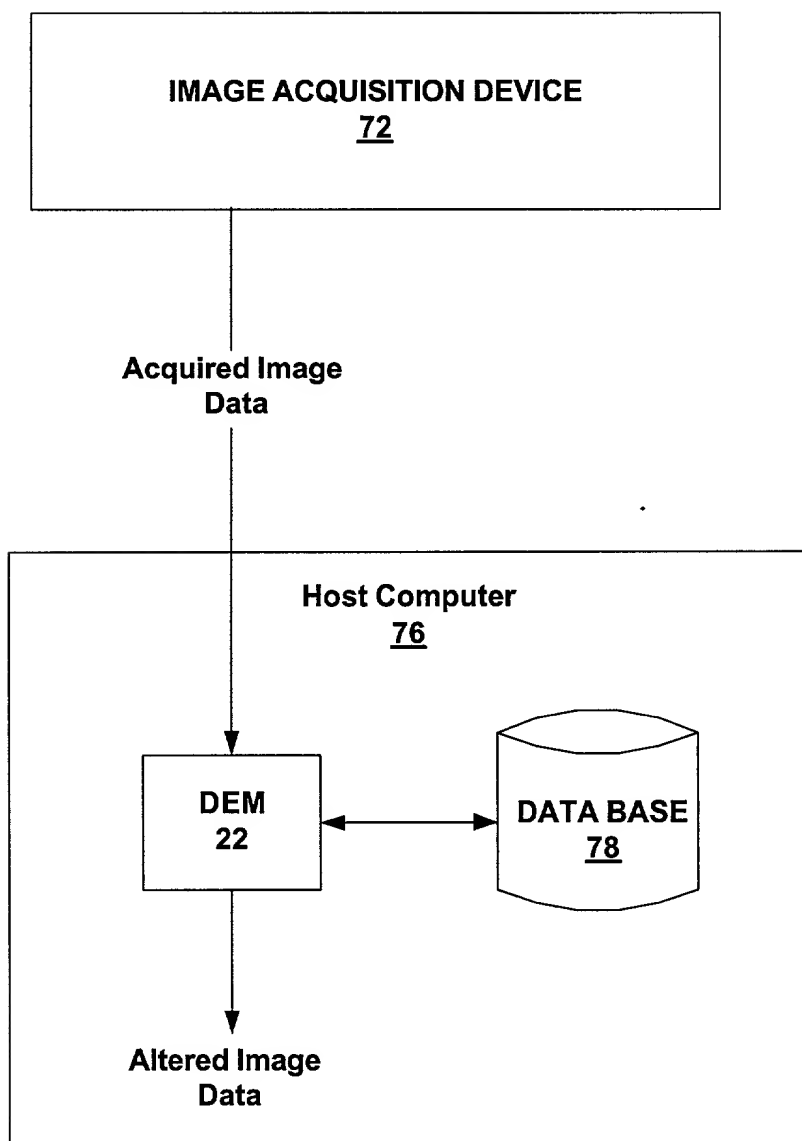 IMAGE ACQUISITION DEVICE
72
Acquired Image
Data
Host Computer
76
DEM
22
DATA BASE
78
Altered Image
Data